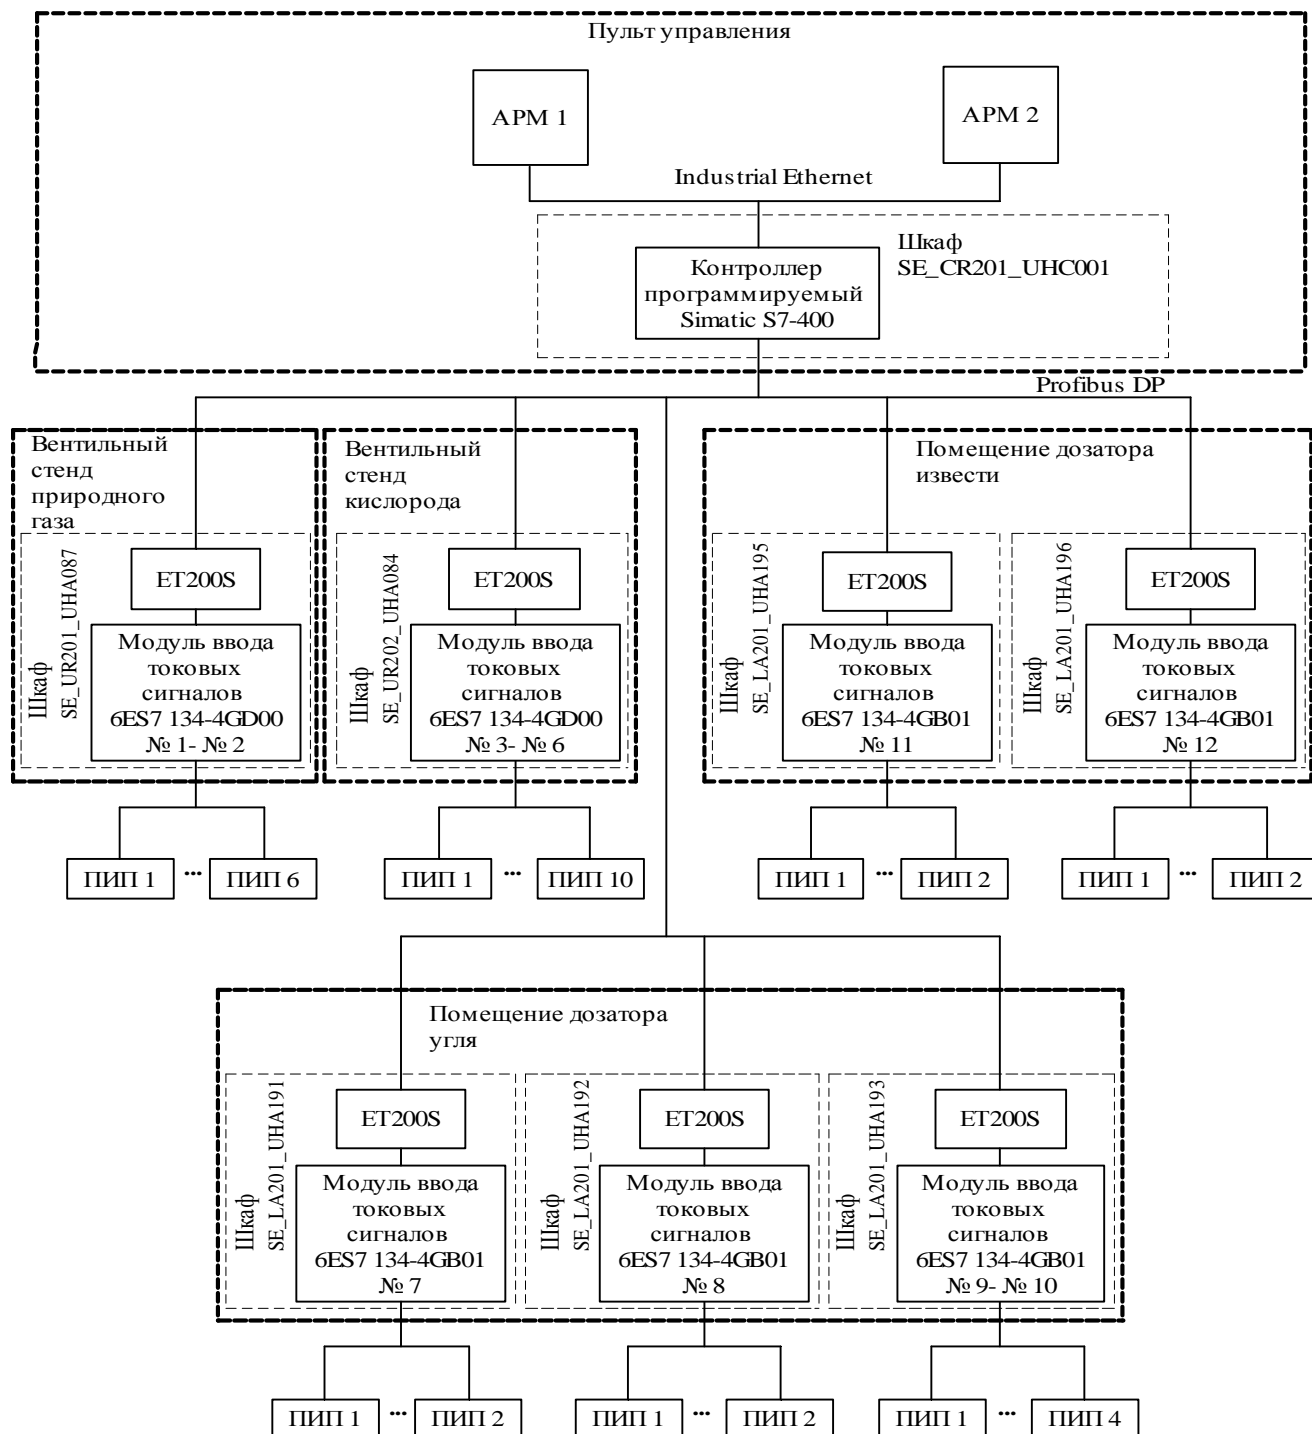 Пульт управления
АРМ 1
АРМ 2
Industrial Ethernet
Шкаф
SE_CR201_UHC001
Контроллер
программируемый
Simatic S7-400
Profibus DP
Вентильный
стенд
природного
газа
Шкаф
SE_UR201_UHA087
ET200S
Модуль ввода
токовых
сигналов
6ES7 134-4GD00
№ 1- № 2
ПИП 1
...
ПИП 6
Вентильный
стенд
кислорода
Шкаф
SE_UR202_UHA084
ET200S
Модуль ввода
токовых
сигналов
6ES7 134-4GD00
№ 3- № 6
ПИП 1
...
ПИП 10
Помещение дозатора
извести
Шкаф
SE_LA201_UHA195
ET200S
Модуль ввода
токовых
сигналов
6ES7 134-4GB01
№ 11
ПИП 1
...
ПИП 2
Шкаф
SE_LA201_UHA196
ET200S
Модуль ввода
токовых
сигналов
6ES7 134-4GB01
№ 12
ПИП 1
...
ПИП 2
Помещение дозатора
угля
Шкаф
SE_LA201_UHA191
ET200S
Модуль ввода
токовых
сигналов
6ES7 134-4GB01
№ 7
ПИП 1
...
ПИП 2
Шкаф
SE_LA201_UHA192
ET200S
Модуль ввода
токовых
сигналов
6ES7 134-4GB01
№ 8
ПИП 1
...
ПИП 2
Шкаф
SE_LA201_UHA193
ET200S
Модуль ввода
токовых
сигналов
6ES7 134-4GB01
№ 9- № 10
ПИП 1
...
ПИП 4